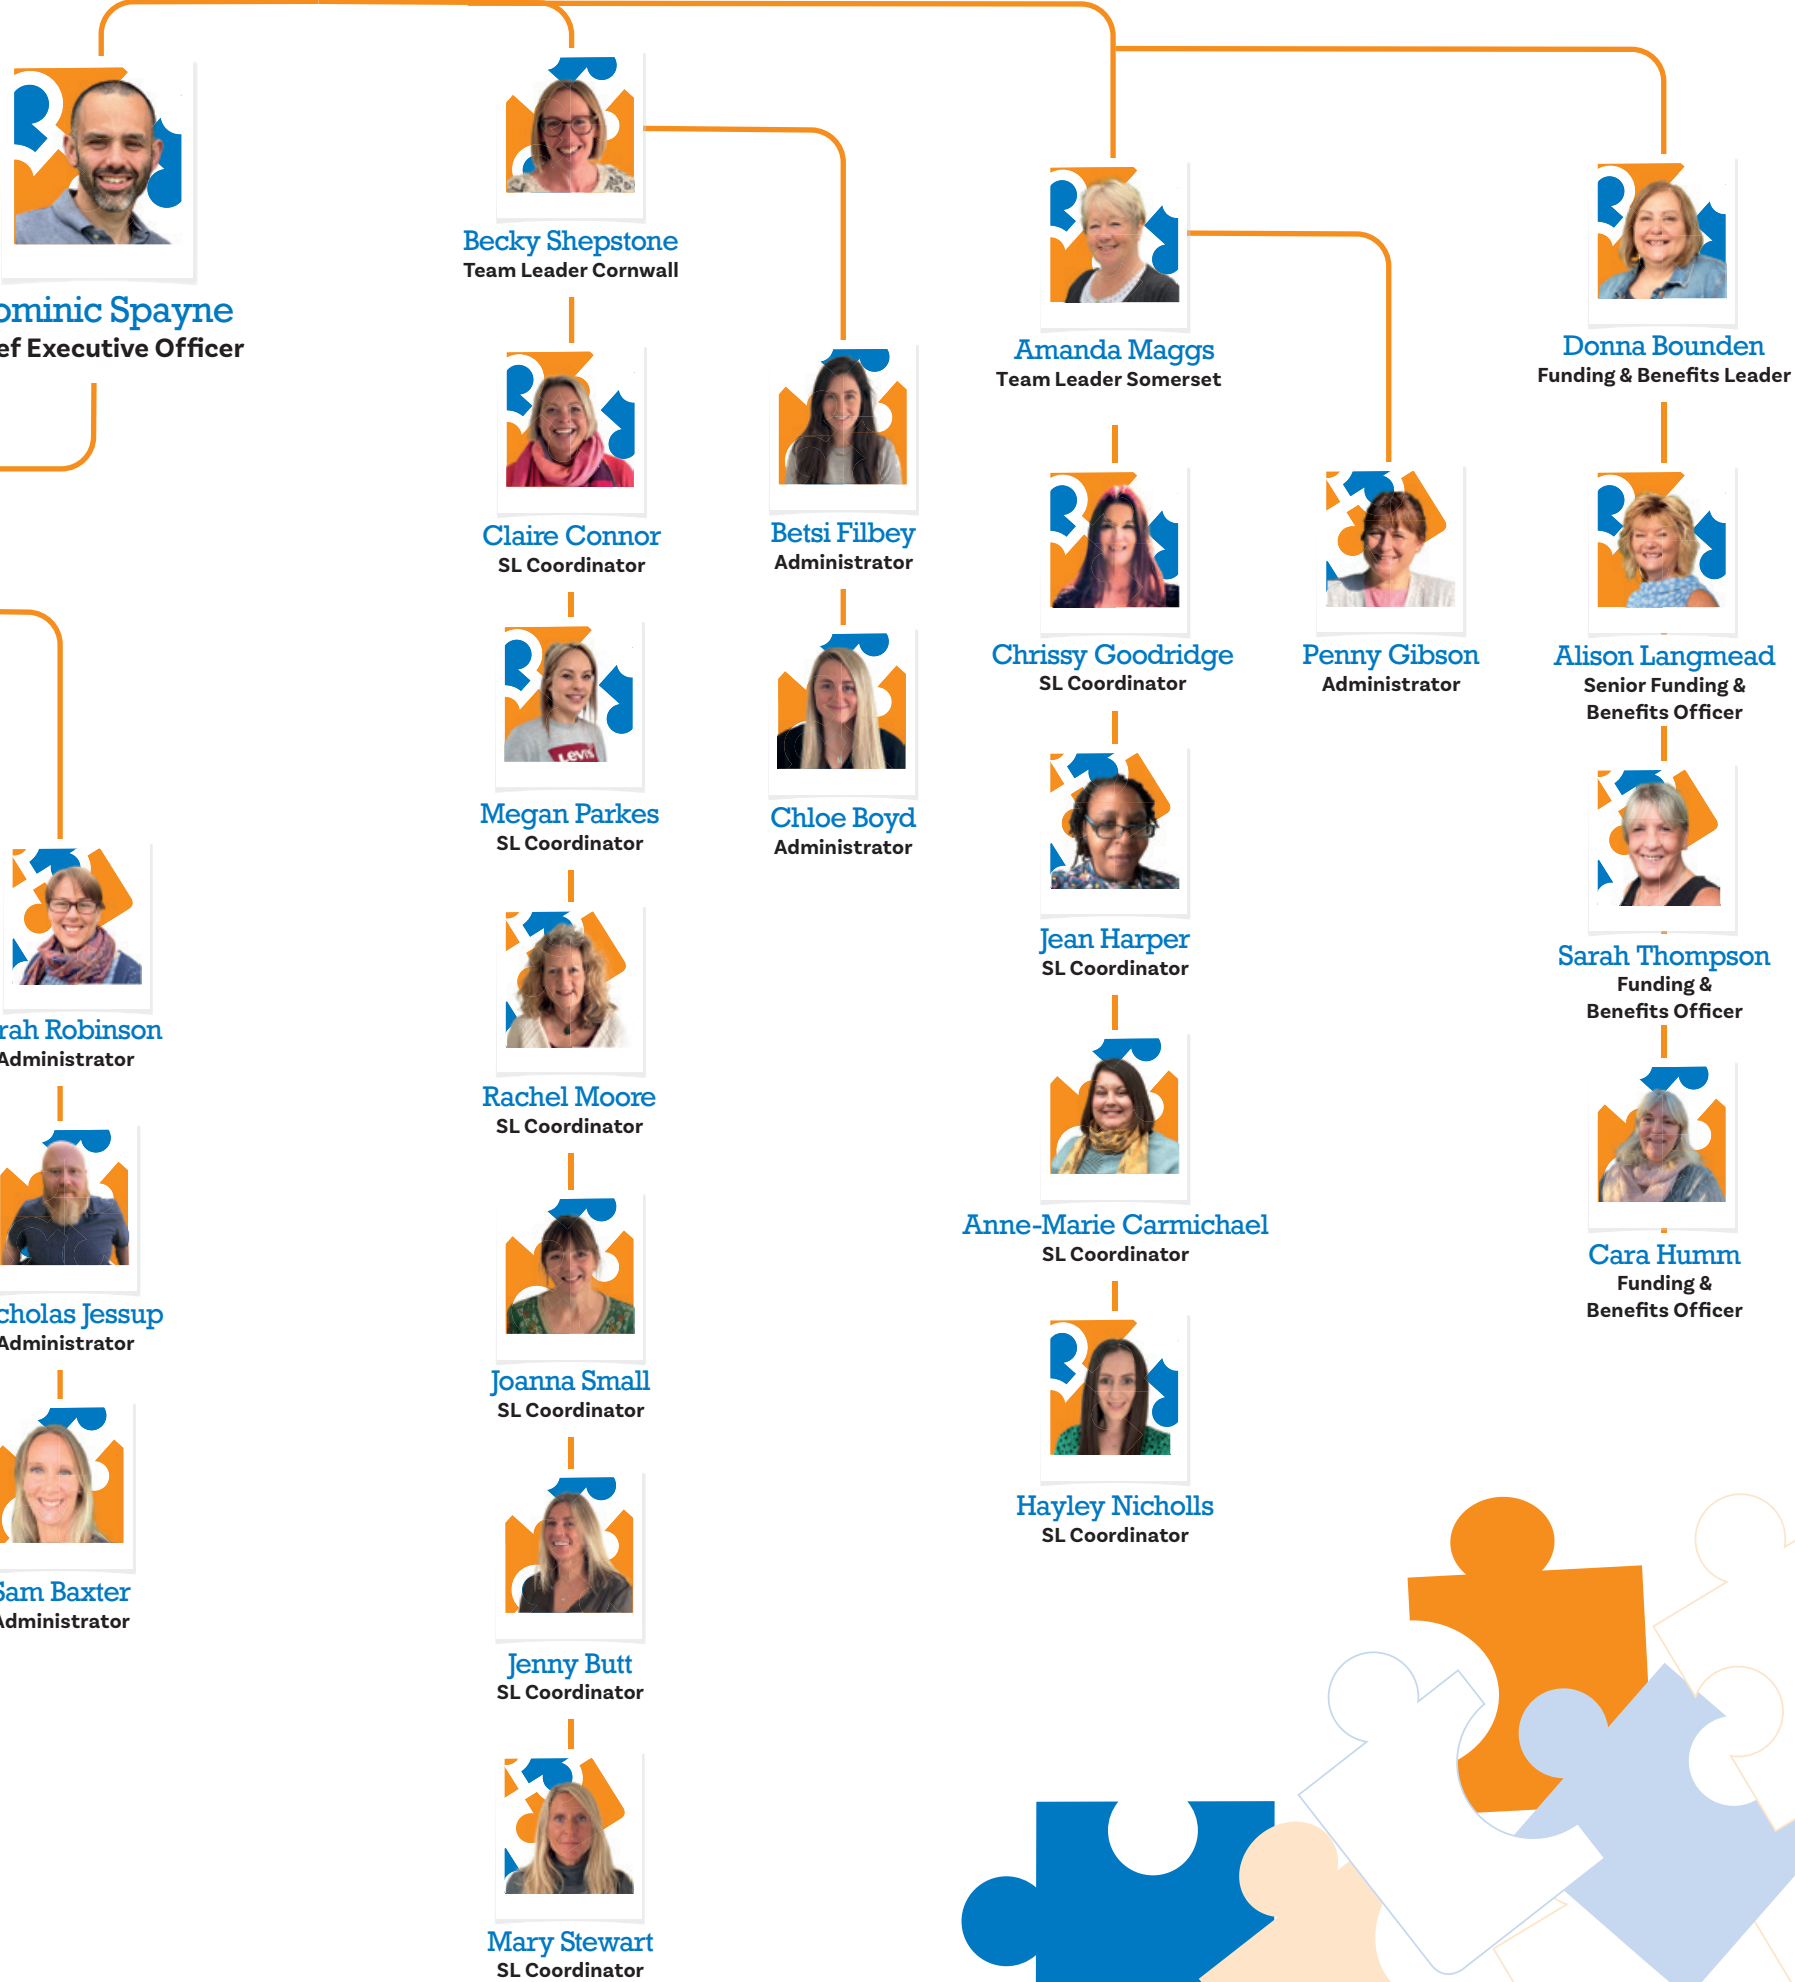 ominic Spayne
ef Executive Officer
rah Robinson
Administrator
cholas Jessup
Administrator
Sam Baxter
Administrator
Becky Shepstone
Team Leader Cornwall
Claire Connor
SL Coordinator
Megan Parkes
SL Coordinator
Levi's
Rachel Moore
SL Coordinator
Joanna Small
SL Coordinator
Jenny Butt
SL Coordinator
Mary Stewart
SL Coordinator
Betsi Filbey
Administrator
Chloe Boyd
Administrator
Amanda Maggs
Team Leader Somerset
Chrissy Goodridge
SL Coordinator
Jean Harper
SL Coordinator
Anne-Marie Carmichael
SL Coordinator
Hayley Nicholls
SL Coordinator
Penny Gibson
Administrator
Donna Bounden
Funding & Benefits Leader
Alison Langmead
Senior Funding &
Benefits Officer
Sarah Thompson
Funding &
Benefits Officer
Cara Humm
Funding &
Benefits Officer